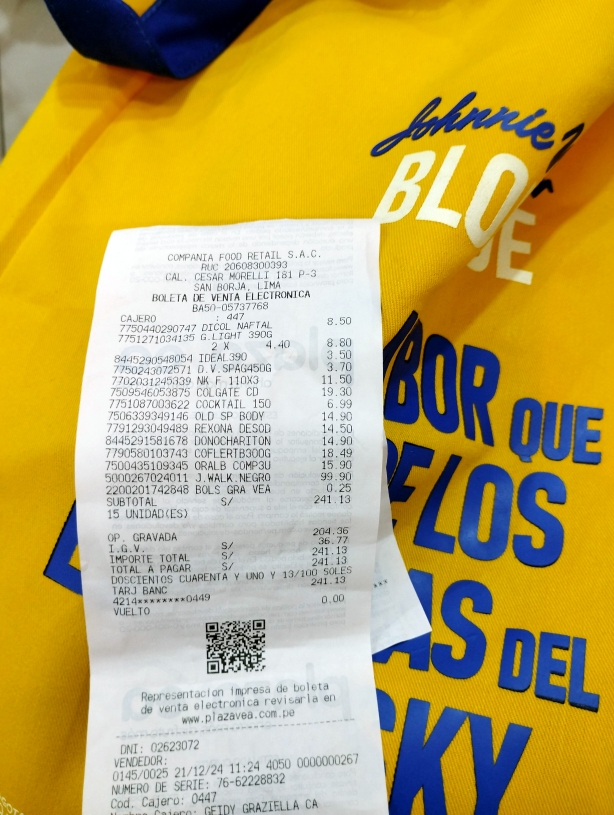 Johnnie
BLO
UE
BOR QUE
LOS
AS DEL
SKY
COMPANIA FOOD RETAIL S.A.C.
RUC 20608300393
CAL. CESAR MORELLI 181 P-3
SAN BORJA, LIMA
BOLETA DE VENTA ELECTRONICA
BA50-05737768
CAJERO : 447
7750440290747 DICOL NAFTAL 8.50
7751271034135 G.LIGHT 390G
2 X 4.40 8.80
8445290548054 IDEAL390 3.50
7750243072571 D.V.SPAG450G 3.70
7702031245339 NK F 110X3 11.50
7509546053875 COLGATE CD 19.30
7751087003622 COCKTAIL 150 6.99
7506339349146 OLD SP BODY 14.90
7791293049489 REXONA DESOD 14.50
8445291581678 DONOCHARITON 14.90
7790580103743 COFLERTB300G 18.49
7500435109345 ORALB COMP3U 15.90
5000267024011 J.WALK.NEGRO 99.90
2200201742848 BOLS GRA VEA 0.25
SUBTOTAL S/ 241.13
15 UNIDAD(ES)
OP. GRAVADA 204.36
I.G.V. S/ 36.77
IMPORTE TOTAL S/ 241.13
TOTAL A PAGAR S/ 241.13
DOSCIENTOS CUARENTA Y UNO Y 13/100 SOLES
TARJ BANC 241.13
4214********0449
VUELTO 0.00
Representacion impresa de boleta
de venta electronica revisarla en
www.plazavea.com.pe
DNI: 02623072
VENDEDOR:
0145/0025 21/12/24 11:24 4050 0000000267
NUMERO DE SERIE: 76-62228832
Cod. Cajero: 0447
Nombre Cajero: GEIDY GRAZIELLA CA